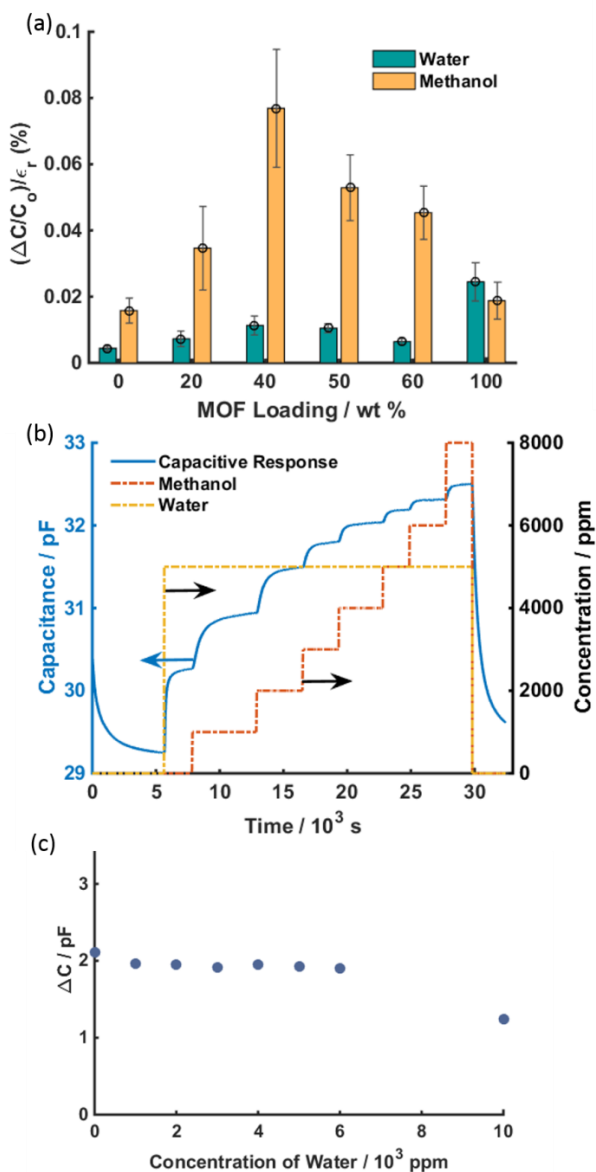 (a)
0.1
0.08
0.06
0.04
0.02
0
(ΔC/C₀)/ϵᵣ (%)
Water
Methanol
0 20 40 50 60 100
MOF Loading / wt %
(b)
33
32
31
30
29
Capacitance / pF
Capacitive Response
Methanol
Water
8000
6000
4000
2000
0
Concentration / ppm
0 5 10 15 20 25 30
Time / 10³ s
(c)
3
2
1
0
ΔC / pF
0 2 4 6 8 10
Concentration of Water / 10³ ppm